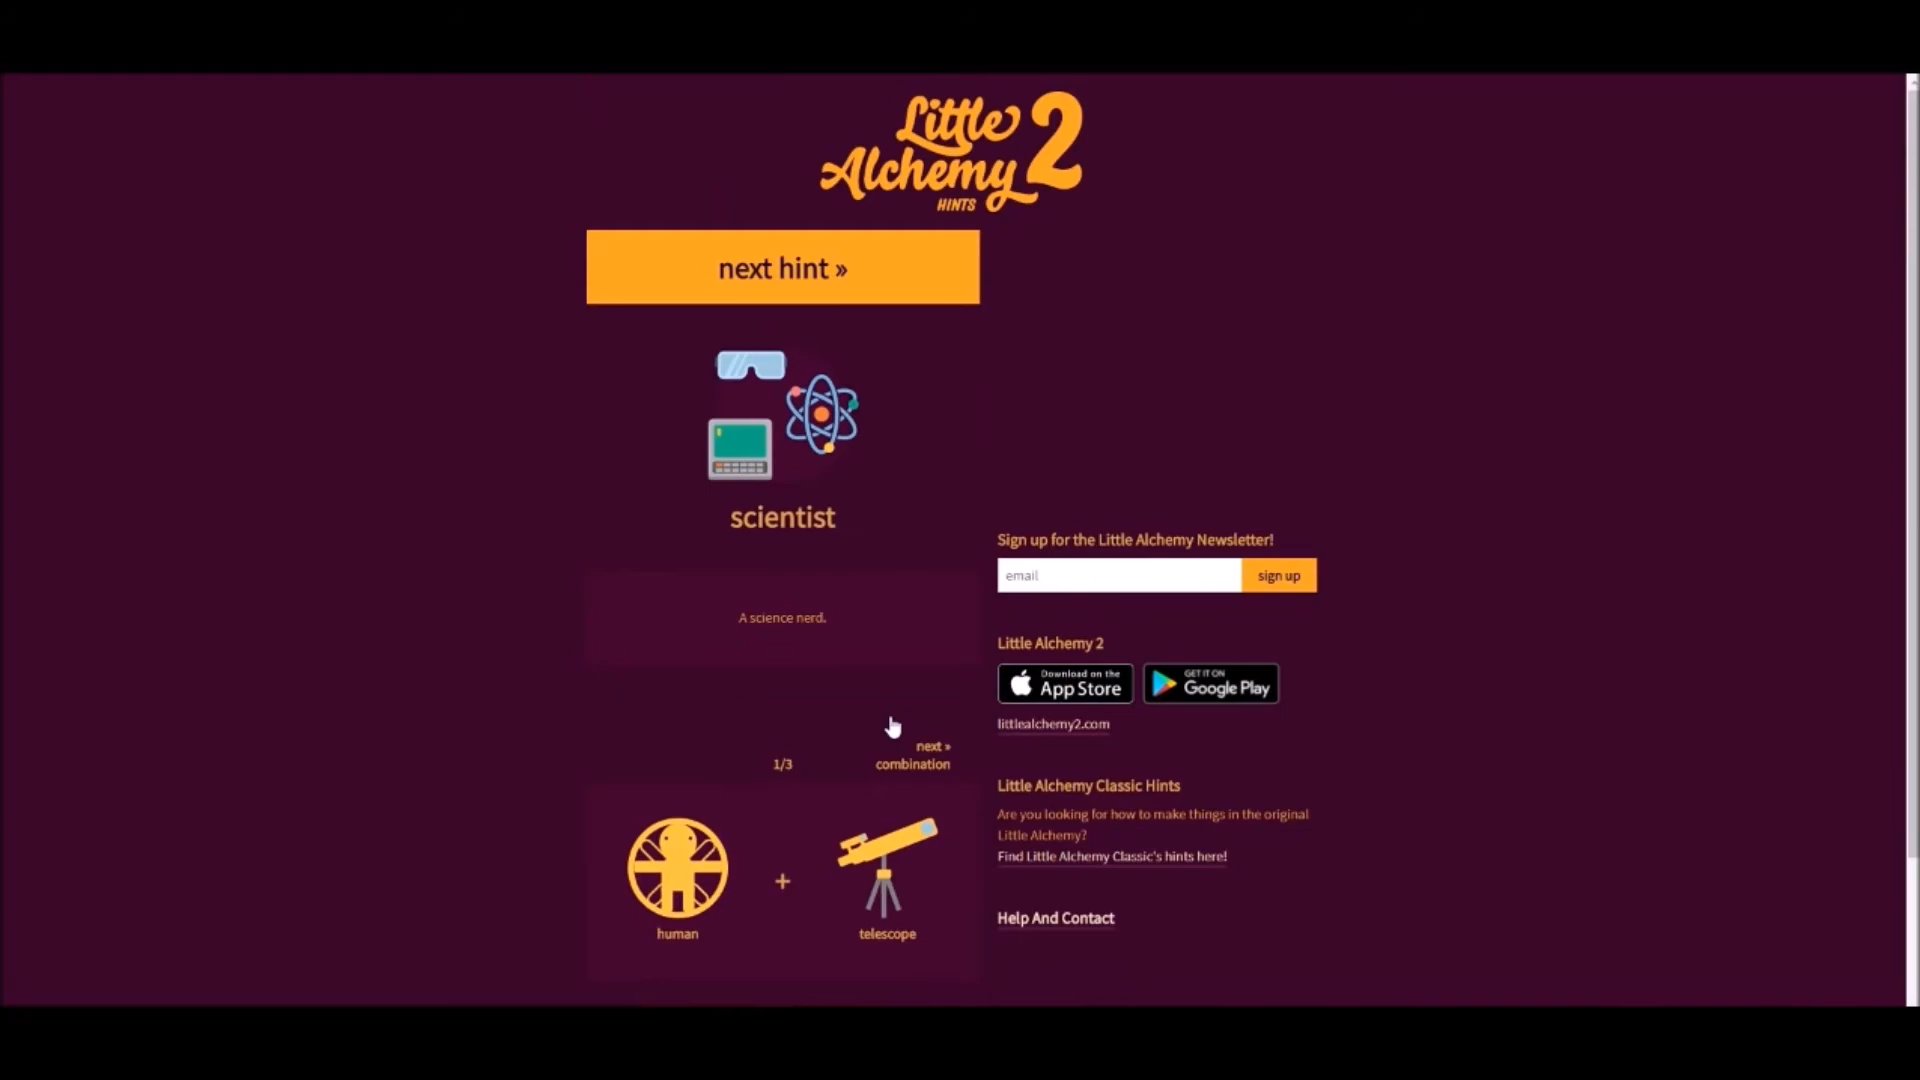 Little
Alchemy 2
HINTS
next hint »
scientist
A science nerd.
1/3
next »
combination
human
+
telescope
Sign up for the Little Alchemy Newsletter!
email
sign up
Little Alchemy 2
Download on the
App Store
GET IT ON
Google Play
littlealchemy2.com
Little Alchemy Classic Hints
Are you looking for how to make things in the original
Little Alchemy?
Find Little Alchemy Classic's hints here!
Help And Contact